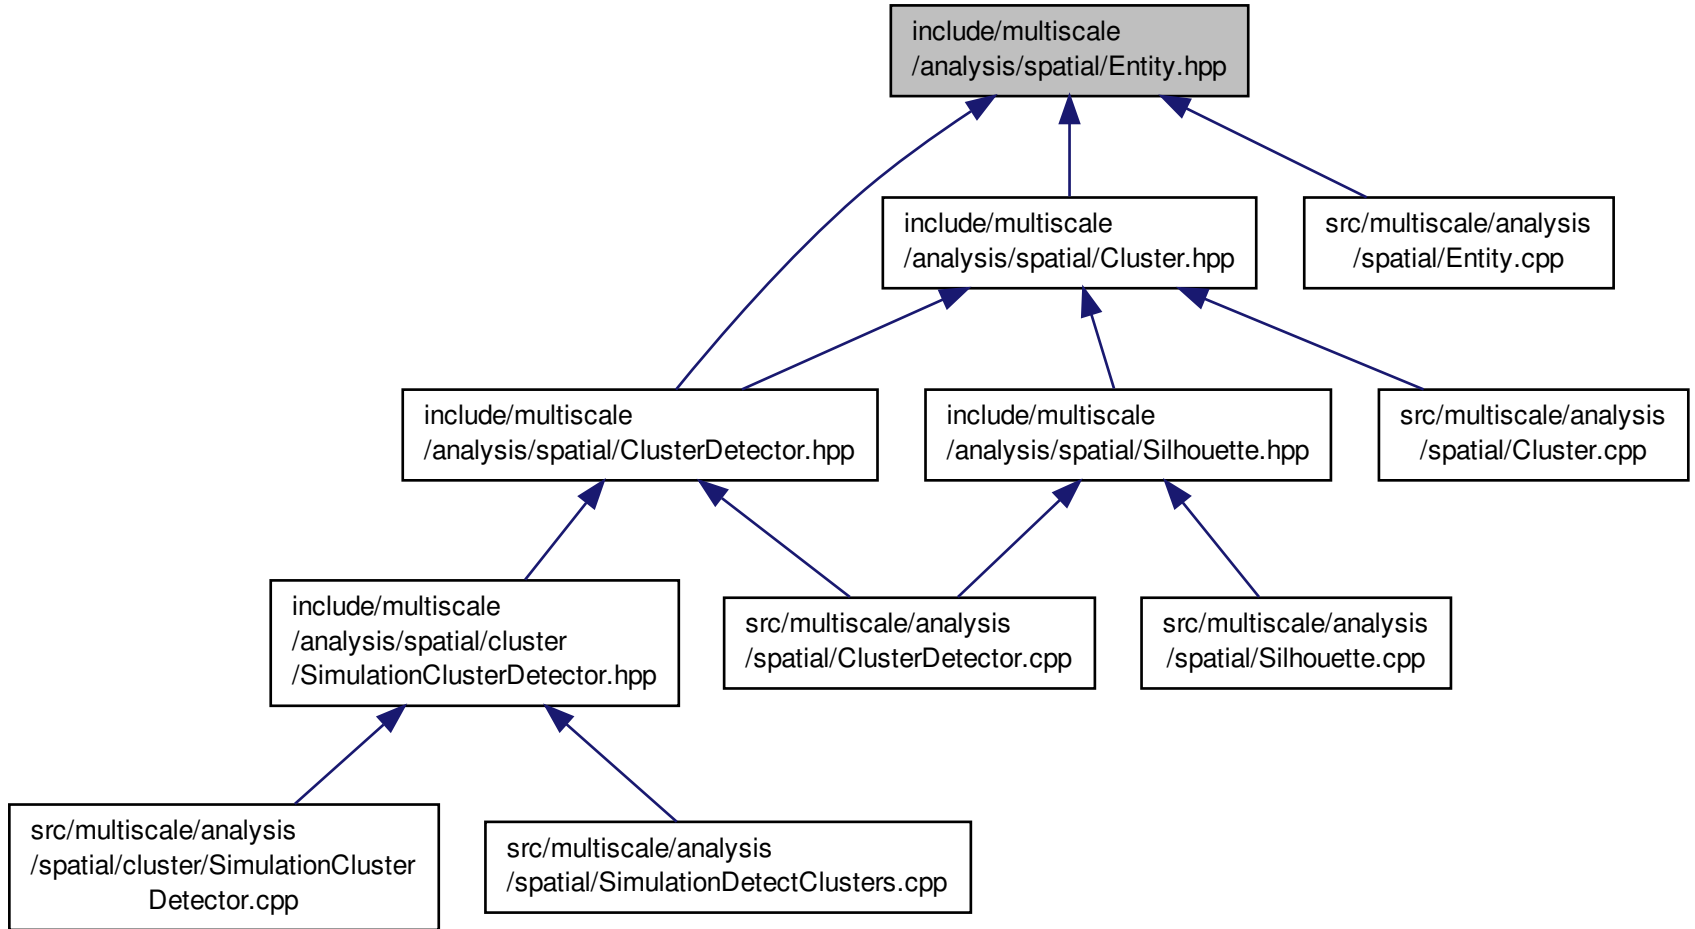 include/multiscale
/analysis/spatial/Entity.hpp
include/multiscale
/analysis/spatial/Cluster.hpp
src/multiscale/analysis
/spatial/Entity.cpp
include/multiscale
/analysis/spatial/ClusterDetector.hpp
include/multiscale
/analysis/spatial/Silhouette.hpp
src/multiscale/analysis
/spatial/Cluster.cpp
include/multiscale
/analysis/spatial/cluster
/SimulationClusterDetector.hpp
src/multiscale/analysis
/spatial/ClusterDetector.cpp
src/multiscale/analysis
/spatial/Silhouette.cpp
src/multiscale/analysis
/spatial/cluster/SimulationCluster
Detector.cpp
src/multiscale/analysis
/spatial/SimulationDetectClusters.cpp